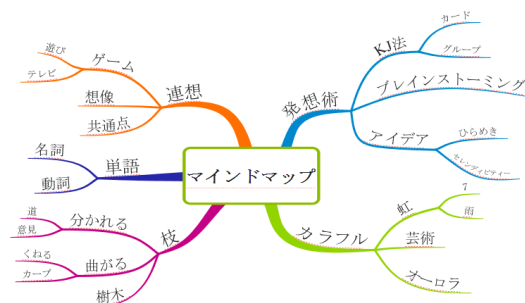 マインドマップ
発想術
KJ法
カード
グループ
ブレインストーミング
アイデア
ひらめき
セレンディピティー
カラフル
虹
7
雨
芸術
オーロラ
連想
ゲーム
遊び
テレビ
想像
共通点
単語
名詞
動詞
枝
分かれる
道
意見
曲がる
くねる
カーブ
樹木